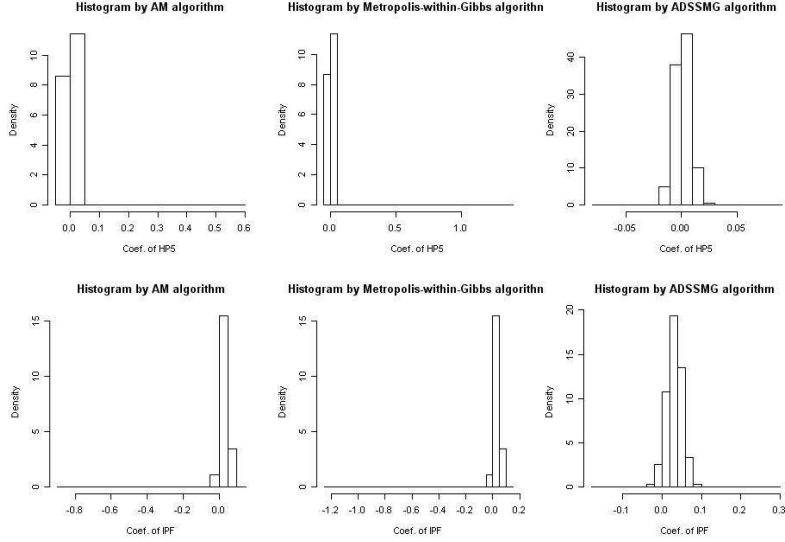 Histogram by AM algorithm
Density
0 2 4 6 8 10
0.0 0.1 0.2 0.3 0.4 0.5 0.6
Coef. of HP5
Histogram by Metropolis-within-Gibbs algorithn
Density
0 2 4 6 8 10
0.0 0.5 1.0
Coef. of HP5
Histogram by ADSSMG algorithm
Density
0 10 20 30 40
-0.05 0.00 0.05
Coef. of HP5
Histogram by AM algorithm
Density
0 5 10 15
-0.8 -0.6 -0.4 -0.2 0.0
Coef. of IPF
Histogram by Metropolis-within-Gibbs algorithn
Density
0 5 10 15
-1.2 -1.0 -0.8 -0.6 -0.4 -0.2 0.0 0.2
Coef. of IPF
Histogram by ADSSMG algorithm
Density
0 5 10 15 20
-0.1 0.0 0.1 0.2 0.3
Coef. of IPF